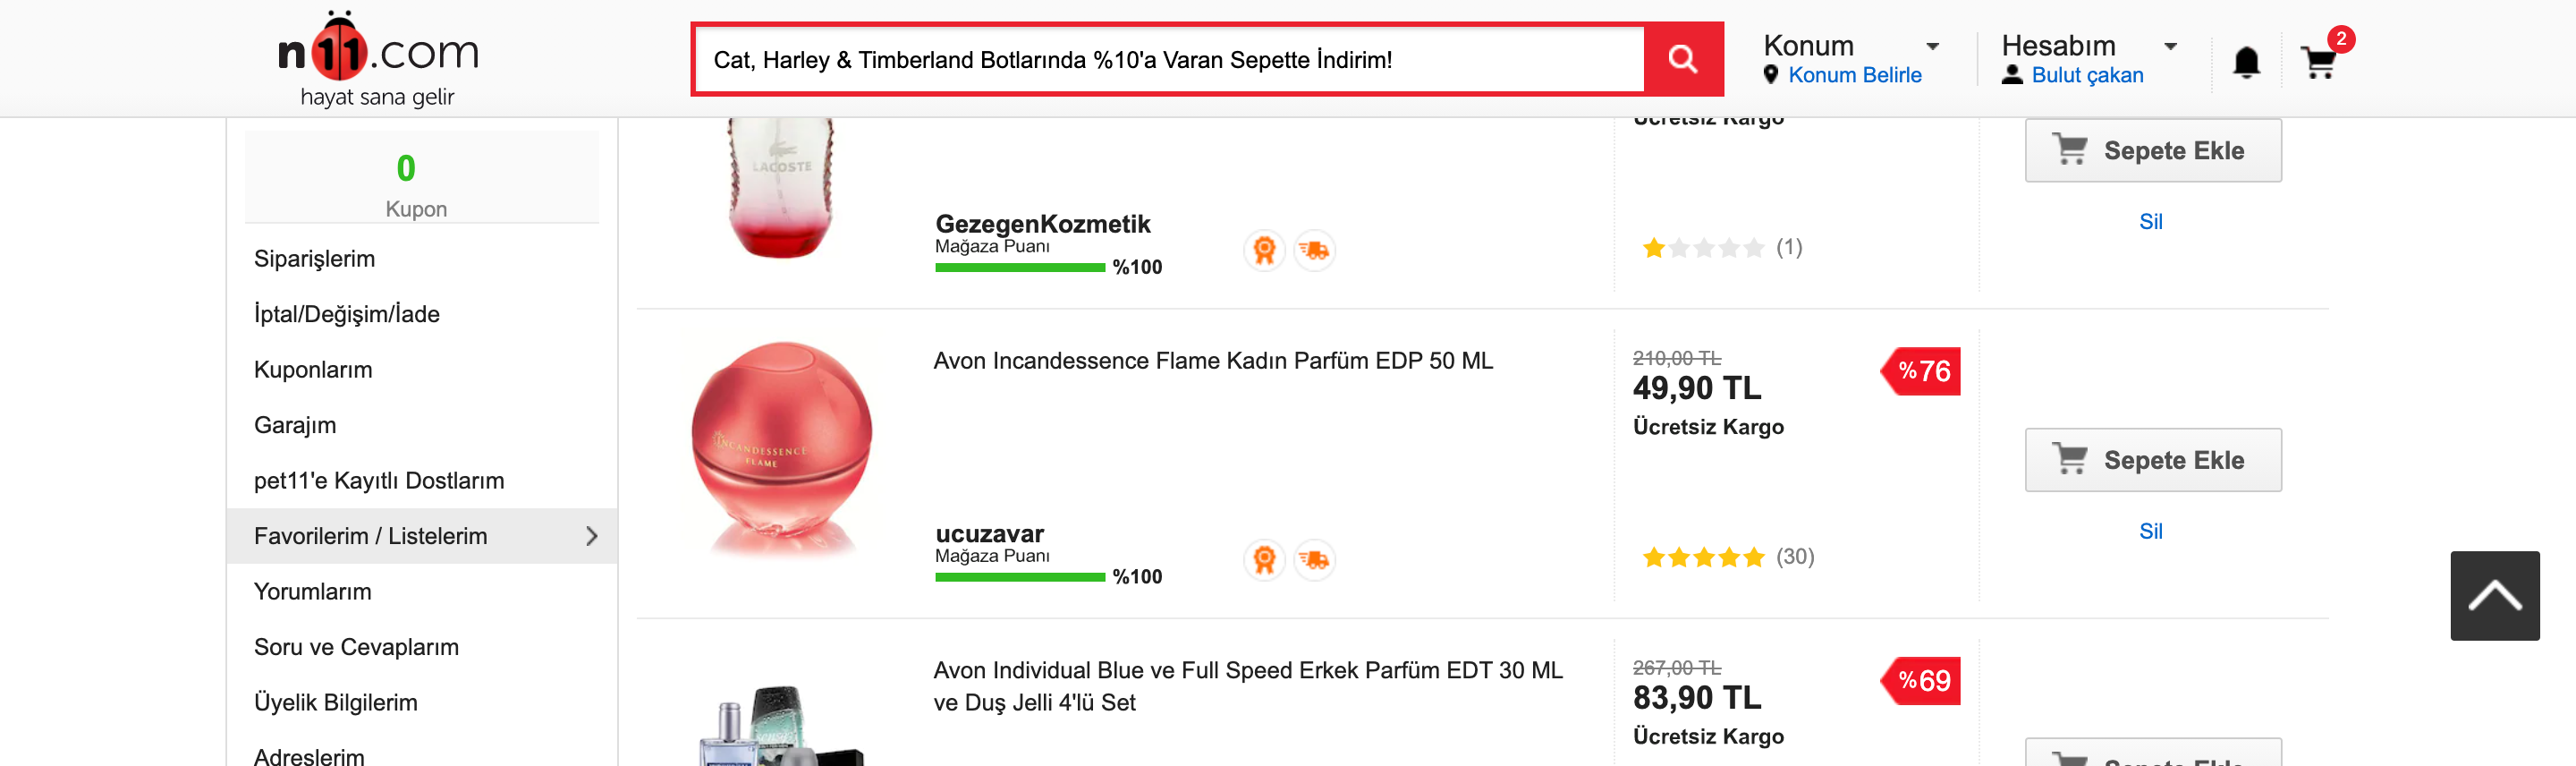 n11.com
hayat sana gelir
Cat, Harley & Timberland Botlarında %10'a Varan Sepette İndirim!
Konum
Konum Belirle
Hesabım
Bulut çakan
2
0
Kupon
Siparişlerim
İptal/Değişim/İade
Kuponlarım
Garajım
pet11'e Kayıtlı Dostlarım
Favorilerim / Listelerim
Yorumlarım
Soru ve Cevaplarım
Üyelik Bilgilerim
Adreslerim
LACOSTE
GezegenKozmetik
Mağaza Puanı
%100
Ücretsiz Kargo
(1)
Sepete Ekle
Sil
INCANDESSENCE
FLAME
Avon Incandessence Flame Kadın Parfüm EDP 50 ML
ucuzavar
Mağaza Puanı
%100
210,00 TL
49,90 TL
%76
Ücretsiz Kargo
(30)
Sepete Ekle
Sil
Avon Individual Blue ve Full Speed Erkek Parfüm EDT 30 ML
ve Duş Jelli 4'lü Set
267,00 TL
83,90 TL
%69
Ücretsiz Kargo
Sepete Ekle